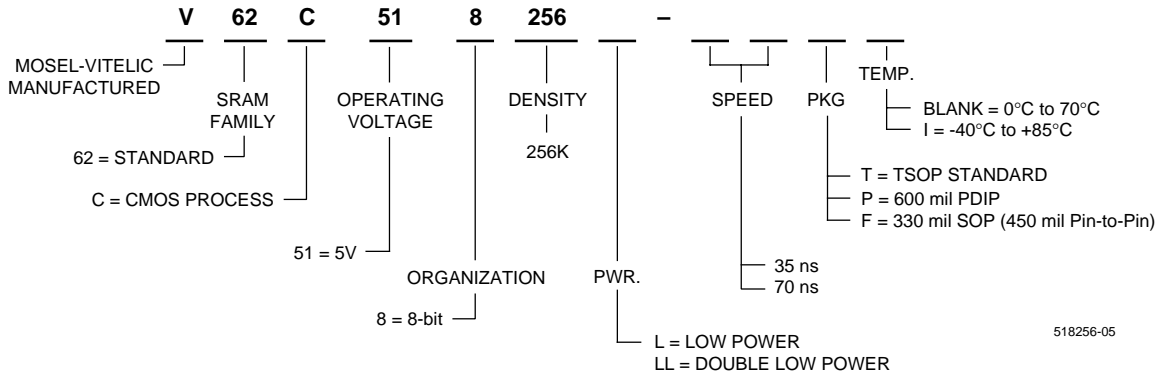 V 62 C 51 8 256 –
MOSEL-VITELIC
MANUFACTURED
SRAM
FAMILY
62 = STANDARD
C = CMOS PROCESS
OPERATING
VOLTAGE
51 = 5V
ORGANIZATION
8 = 8-bit
DENSITY
256K
PWR.
L = LOW POWER
LL = DOUBLE LOW POWER
SPEED
35 ns
70 ns
PKG
T = TSOP STANDARD
P = 600 mil PDIP
F = 330 mil SOP (450 mil Pin-to-Pin)
TEMP.
BLANK = 0°C to 70°C
I = -40°C to +85°C
518256-05